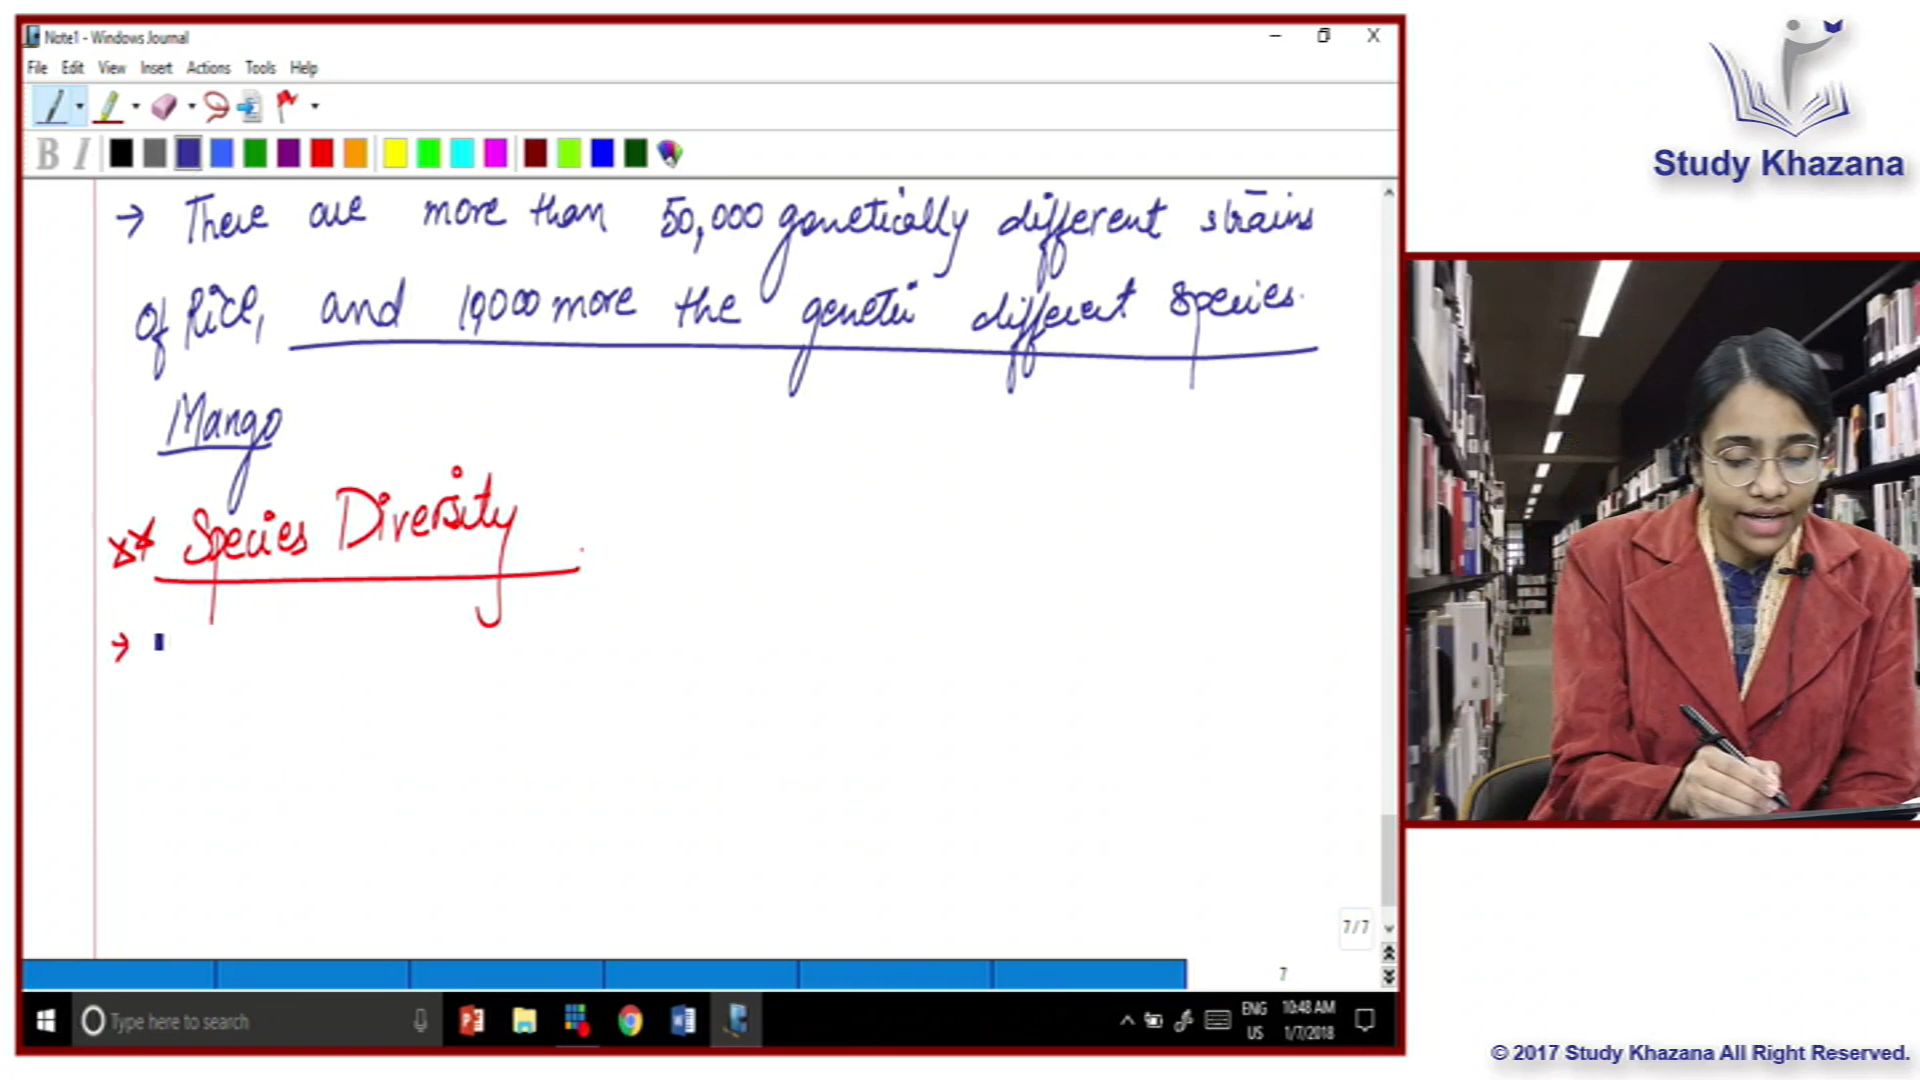 Note1 - Windows Journal
File Edit View Insert Actions Tools Help
B I
→ There are more than 50,000 genetically different strains
of Rice, and 1,000 more the genetic different species.
Mango
Species Diversity
→
7/7
7
Type here to search
ENG
US
10:48 AM
1/7/2018
Study Khazana
© 2017 Study Khazana All Right Reserved.